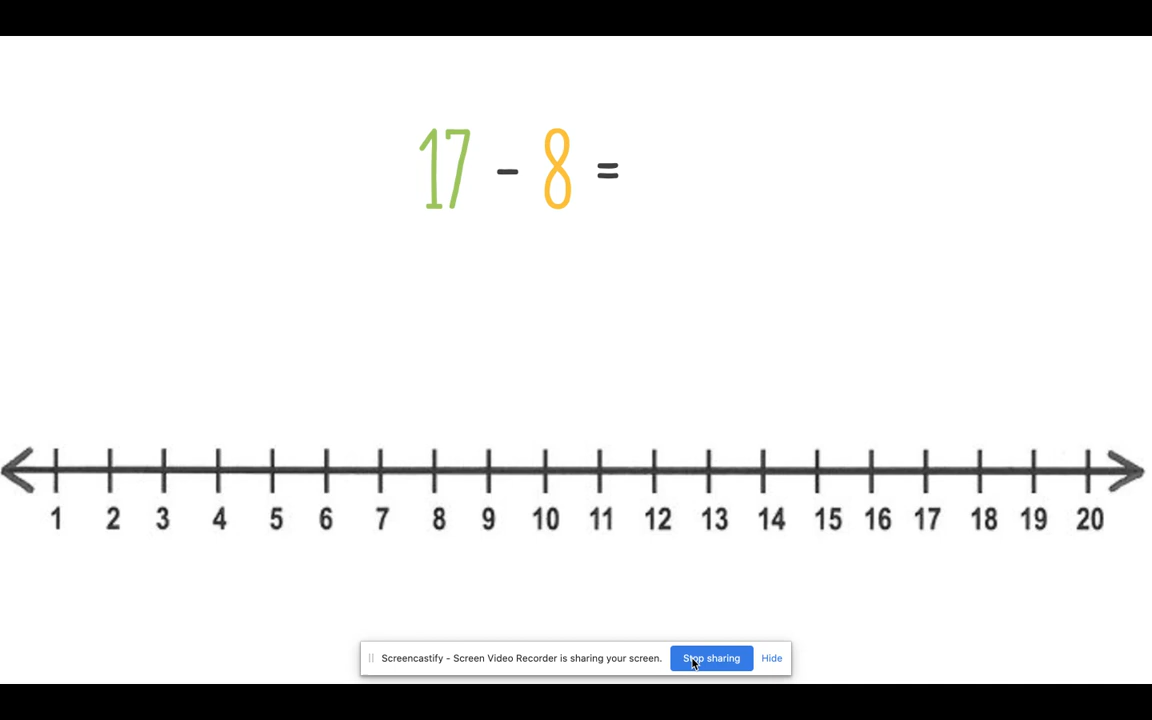 17 - 8 =
1 2 3 4 5 6 7 8 9 10 11 12 13 14 15 16 17 18 19 20
Screencastify - Screen Video Recorder is sharing your screen. Stop sharing Hide